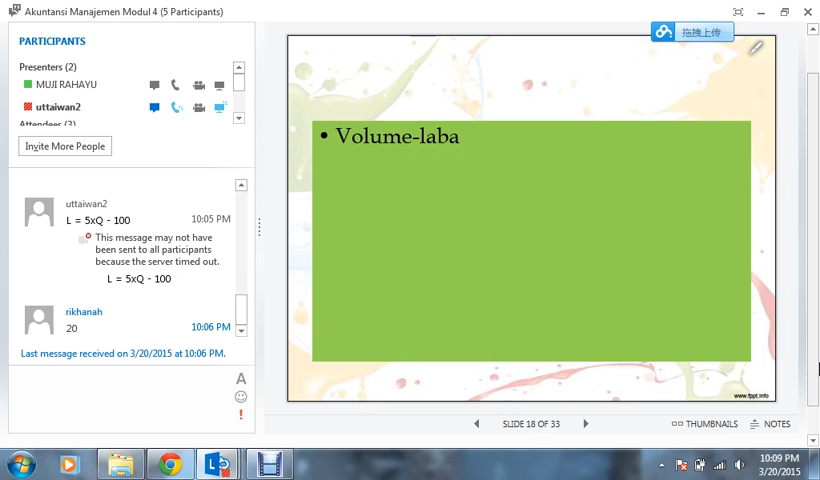 Akuntansi Manajemen Modul 4 (5 Participants)
PARTICIPANTS
Presenters (2)
MUJI RAHAYU
uttaiwan2
Attendee (3)
Invite More People
uttaiwan2
L = 5xQ - 100 10:05 PM
This message may not have
been sent to all participants
because the server timed out.
L = 5xQ - 100
rikhanah
20 10:06 PM
Last message received on 3/20/2015 at 10:06 PM.
A
拖拽上传
• Volume-laba
www.fppt.info
SLIDE 18 OF 33
THUMBNAILS
NOTES
10:09 PM
3/20/2015